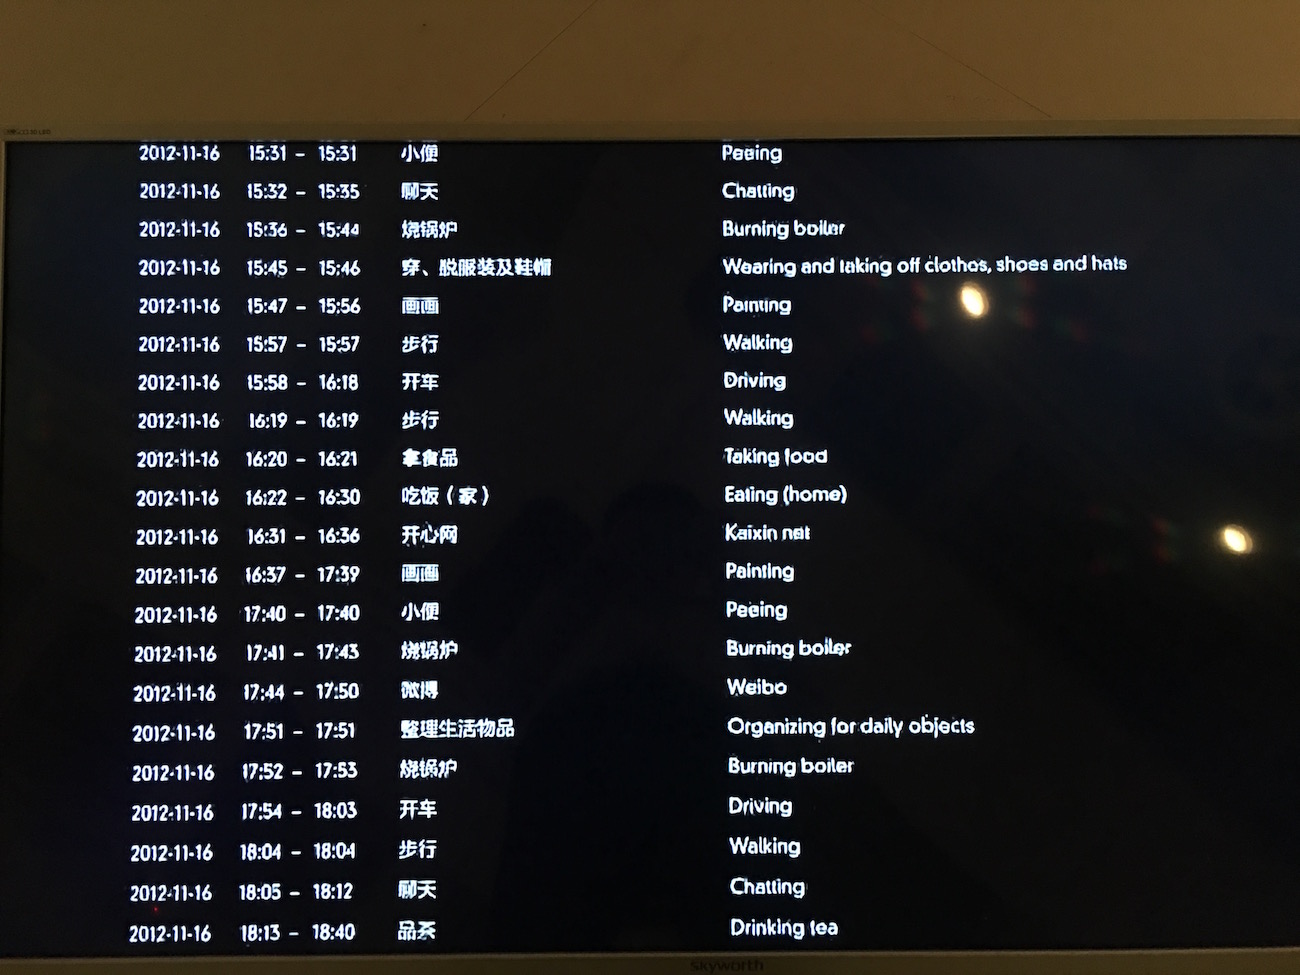 2012-11-16 15:31 – 15:31 小便 Peeing
2012-11-16 15:32 – 15:35 聊天 Chatting
2012-11-16 15:36 – 15:44 烧锅炉 Burning boiler
2012-11-16 15:45 – 15:46 穿、脱服装及鞋帽 Wearing and taking off clothes, shoes and hats
2012-11-16 15:47 – 15:56 画画 Painting
2012-11-16 15:57 – 15:57 步行 Walking
2012-11-16 15:58 – 16:18 开车 Driving
2012-11-16 16:19 – 16:19 步行 Walking
2012-11-16 16:20 – 16:21 拿食品 Taking food
2012-11-16 16:22 – 16:30 吃饭（家） Eating (home)
2012-11-16 16:31 – 16:36 开心网 Kaixin net
2012-11-16 16:37 – 17:39 画画 Painting
2012-11-16 17:40 – 17:40 小便 Peeing
2012-11-16 17:41 – 17:43 烧锅炉 Burning boiler
2012-11-16 17:44 – 17:50 微博 Weibo
2012-11-16 17:51 – 17:51 整理生活物品 Organizing for daily objects
2012-11-16 17:52 – 17:53 烧锅炉 Burning boiler
2012-11-16 17:54 – 18:03 开车 Driving
2012-11-16 18:04 – 18:04 步行 Walking
2012-11-16 18:05 – 18:12 聊天 Chatting
2012-11-16 18:13 – 18:40 品茶 Drinking tea
skyworth